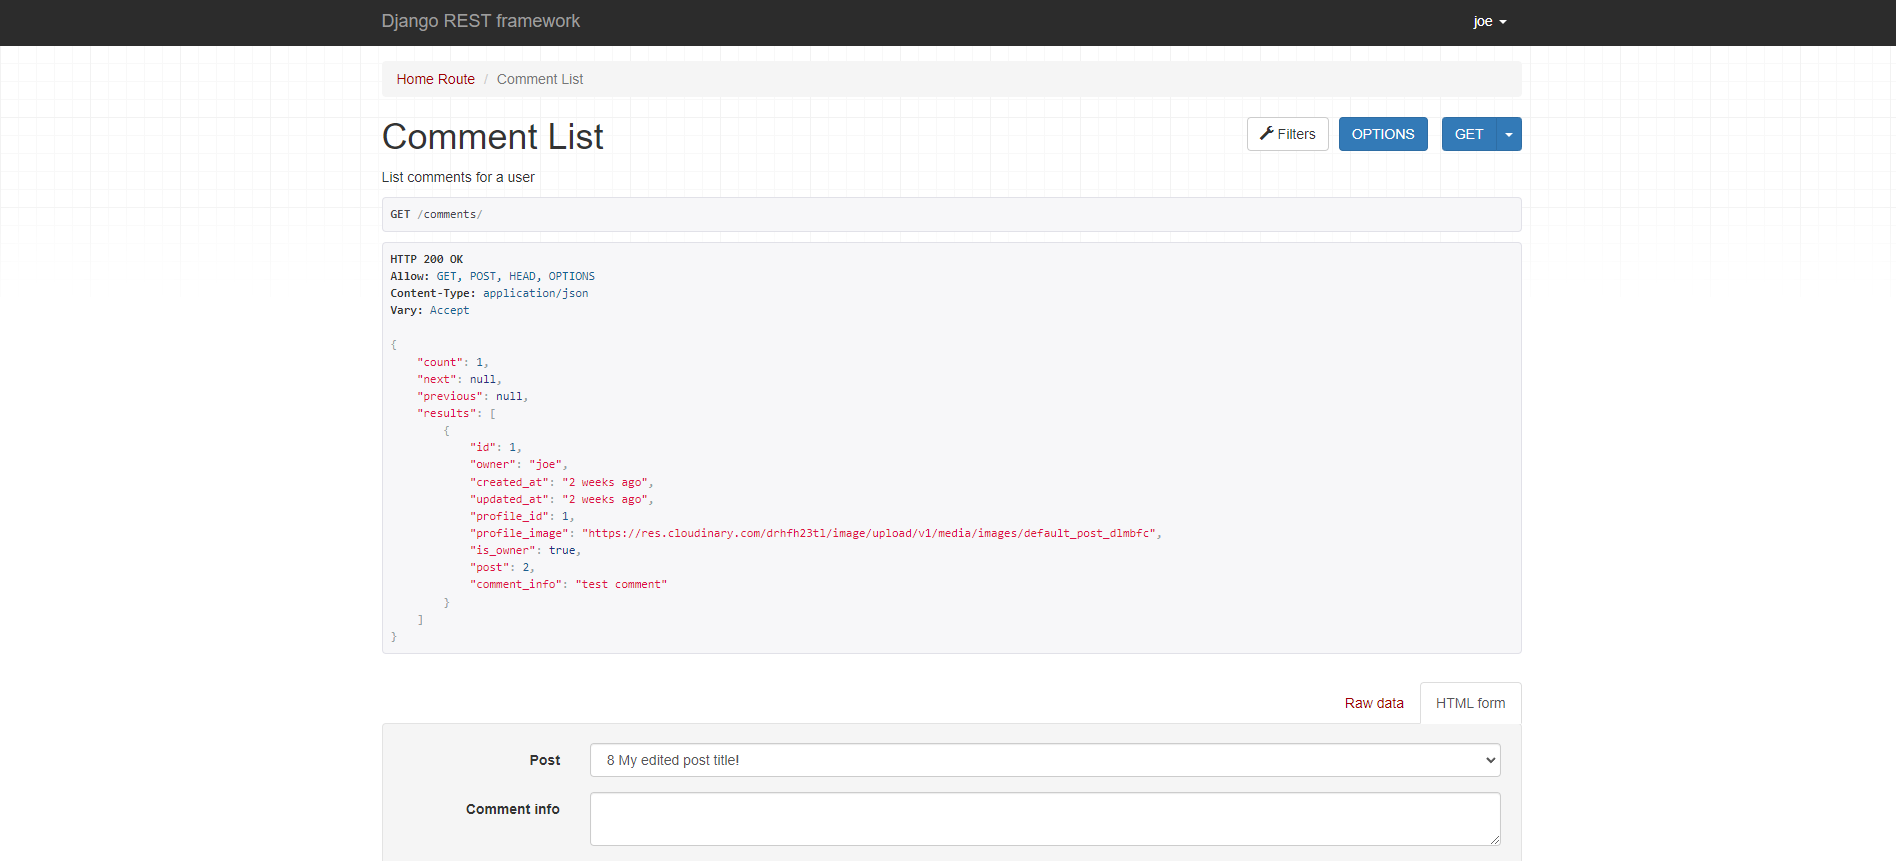 Django REST framework
joe
Home Route / Comment List
Comment List
Filters
OPTIONS
GET
List comments for a user
GET /comments/
HTTP 200 OK
Allow: GET, POST, HEAD, OPTIONS
Content-Type: application/json
Vary: Accept
{
    "count": 1,
    "next": null,
    "previous": null,
    "results": [
        {
            "id": 1,
            "owner": "joe",
            "created_at": "2 weeks ago",
            "updated_at": "2 weeks ago",
            "profile_id": 1,
            "profile_image": "https://res.cloudinary.com/drhfh23tl/image/upload/v1/media/images/default_post_dlmbfc",
            "is_owner": true,
            "post": 2,
            "comment_info": "test comment"
        }
    ]
}
Raw data
HTML form
Post
8 My edited post title!
Comment info